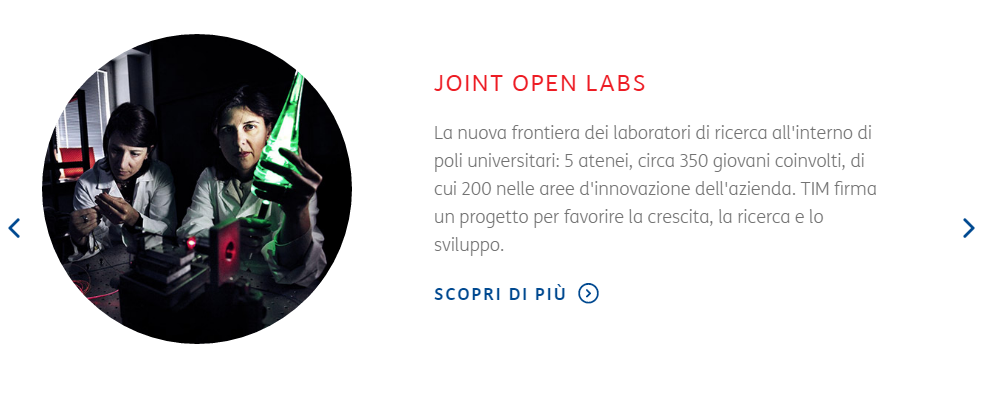 JOINT OPEN LABS
La nuova frontiera dei laboratori di ricerca all'interno di
poli universitari: 5 atenei, circa 350 giovani coinvolti, di
cui 200 nelle aree d'innovazione dell'azienda. TIM firma
un progetto per favorire la crescita, la ricerca e lo
sviluppo.
SCOPRI DI PIÙ